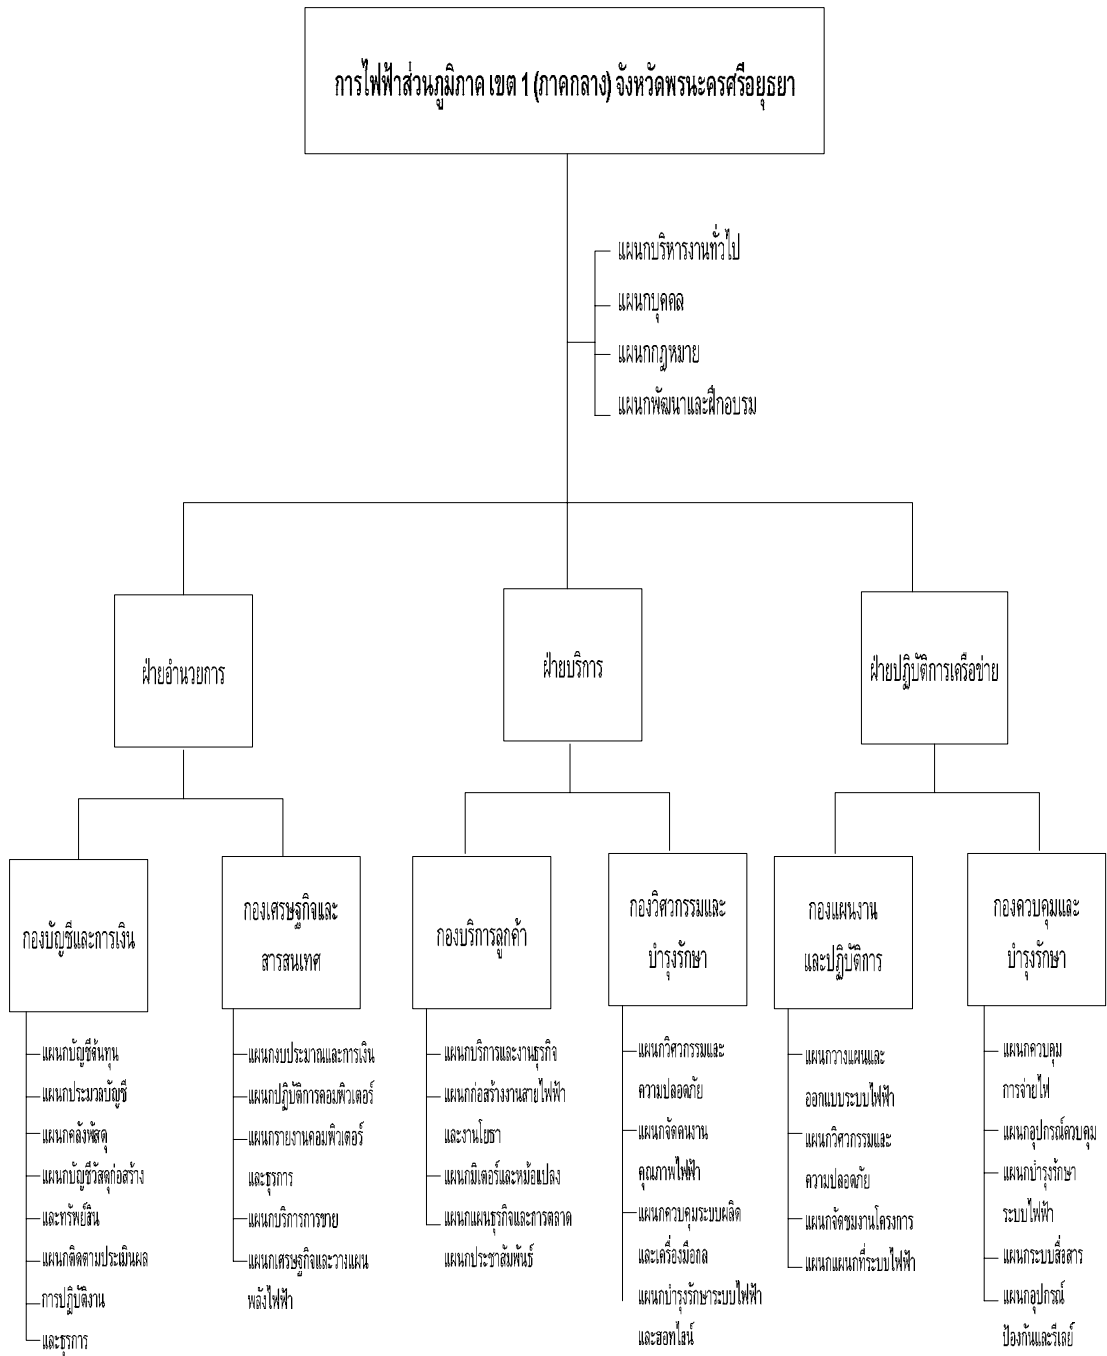 การไฟฟ้าส่วนภูมิภาค เขต 1 (ภาคกลาง) จังหวัดพรนะครศรีอยุธยา
แผนกบริหารงานทั่วไป
แผนกบุคคล
แผนกกฎหมาย
แผนกพัฒนาและฝึกอบรม
ฝ่ายอำนวยการ
ฝ่ายบริการ
ฝ่ายปฏิบัติการเครือข่าย
กองบัญชีและการเงิน
กองเศรษฐกิจและ
สารสนเทศ
กองบริการลูกค้า
กองวิศวกรรมและ
บำรุงรักษา
กองแผนงาน
และปฏิบัติการ
กองควบคุมและ
บำรุงรักษา
แผนกบัญชีต้นทุน
แผนกประมวลบัญชี
แผนกคลังพัสดุ
แผนกบัญชีวัสดุก่อสร้าง
และทรัพย์สิน
แผนกติดตามประเมินผล
การปฏิบัติงาน
และธุรการ
แผนกงบประมาณและการเงิน
แผนกปฏิบัติการคอมพิวเตอร์
แผนกรายงานคอมพิวเตอร์
และธุรการ
แผนกบริการการขาย
แผนกเศรษฐกิจและวางแผน
พลังไฟฟ้า
แผนกบริการและงานธุรกิจ
แผนกก่อสร้างงานสายไฟฟ้า
และงานโยธา
แผนกมิเตอร์และหม้อแปลง
แผนกแผนธุรกิจและการตลาด
แผนกประชาสัมพันธ์
แผนกวิศวกรรมและ
ความปลอดภัย
แผนกจัดคนงาน
คุณภาพไฟฟ้า
แผนกควบคุมระบบผลิต
และเครื่องมือกล
แผนกบำรุงรักษาระบบไฟฟ้า
และฮอทไลน์
แผนกวางแผนและ
ออกแบบระบบไฟฟ้า
แผนกวิศวกรรมและ
ความปลอดภัย
แผนกจัดชมงานโครงการ
แผนกแผนกที่ระบบไฟฟ้า
แผนกควบคุม
การจ่ายไฟ
แผนกอุปกรณ์ควบคุม
แผนกบำรุงรักษา
ระบบไฟฟ้า
แผนกระบบสื่อสาร
แผนกอุปกรณ์
ป้องกันและรีเลย์